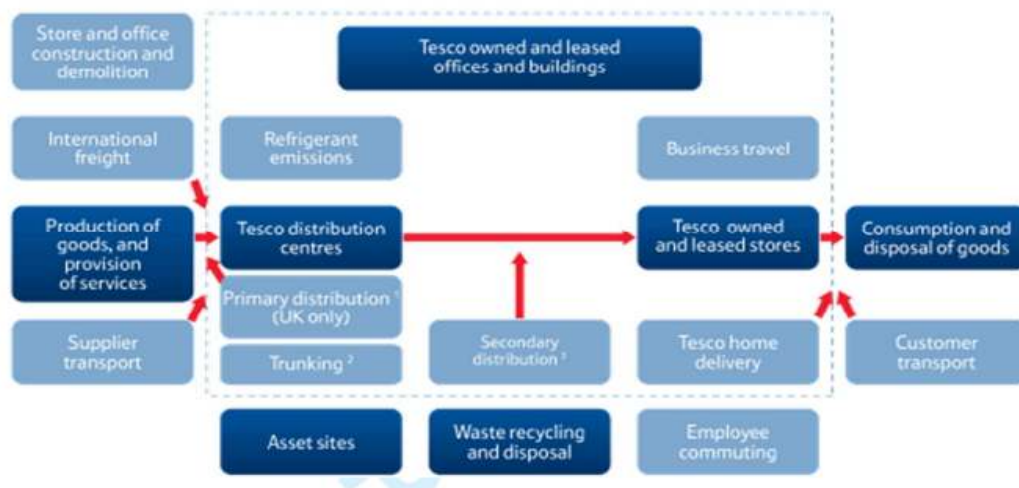 Store and office
construction and
demolition
Tesco owned and leased
offices and buildings
International
freight
Refrigerant
emissions
Business travel
Production of
goods, and
provision
of services
Tesco distribution
centres
Tesco owned
and leased stores
Consumption and
disposal of goods
Primary distribution ¹
(UK only)
Supplier
transport
Trunking ²
Secondary
distribution ³
Tesco home
delivery
Customer
transport
Asset sites
Waste recycling
and disposal
Employee
commuting